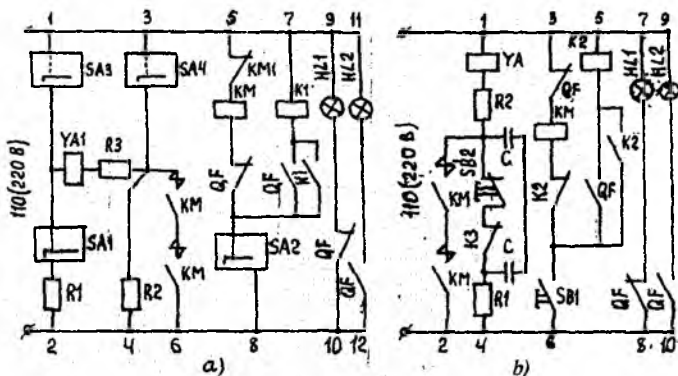 1 3 5 7 9 11
SA3 SA4 KM1 KM K1 HL1 HL2
YA1 R3
110(220 В)
QF QF K1 KM
SA1 SA2 QF
R1 R2 KM QF
2 4 6 8 10 12
а)
1 3 5 7 9
YA K2 HL1 HL2
R2 QF KM
SB2 C K2
110(220 В)
KM K2 QF
K3 C
KM R1 SB1 QF QF
2 4 6 8 10
b)